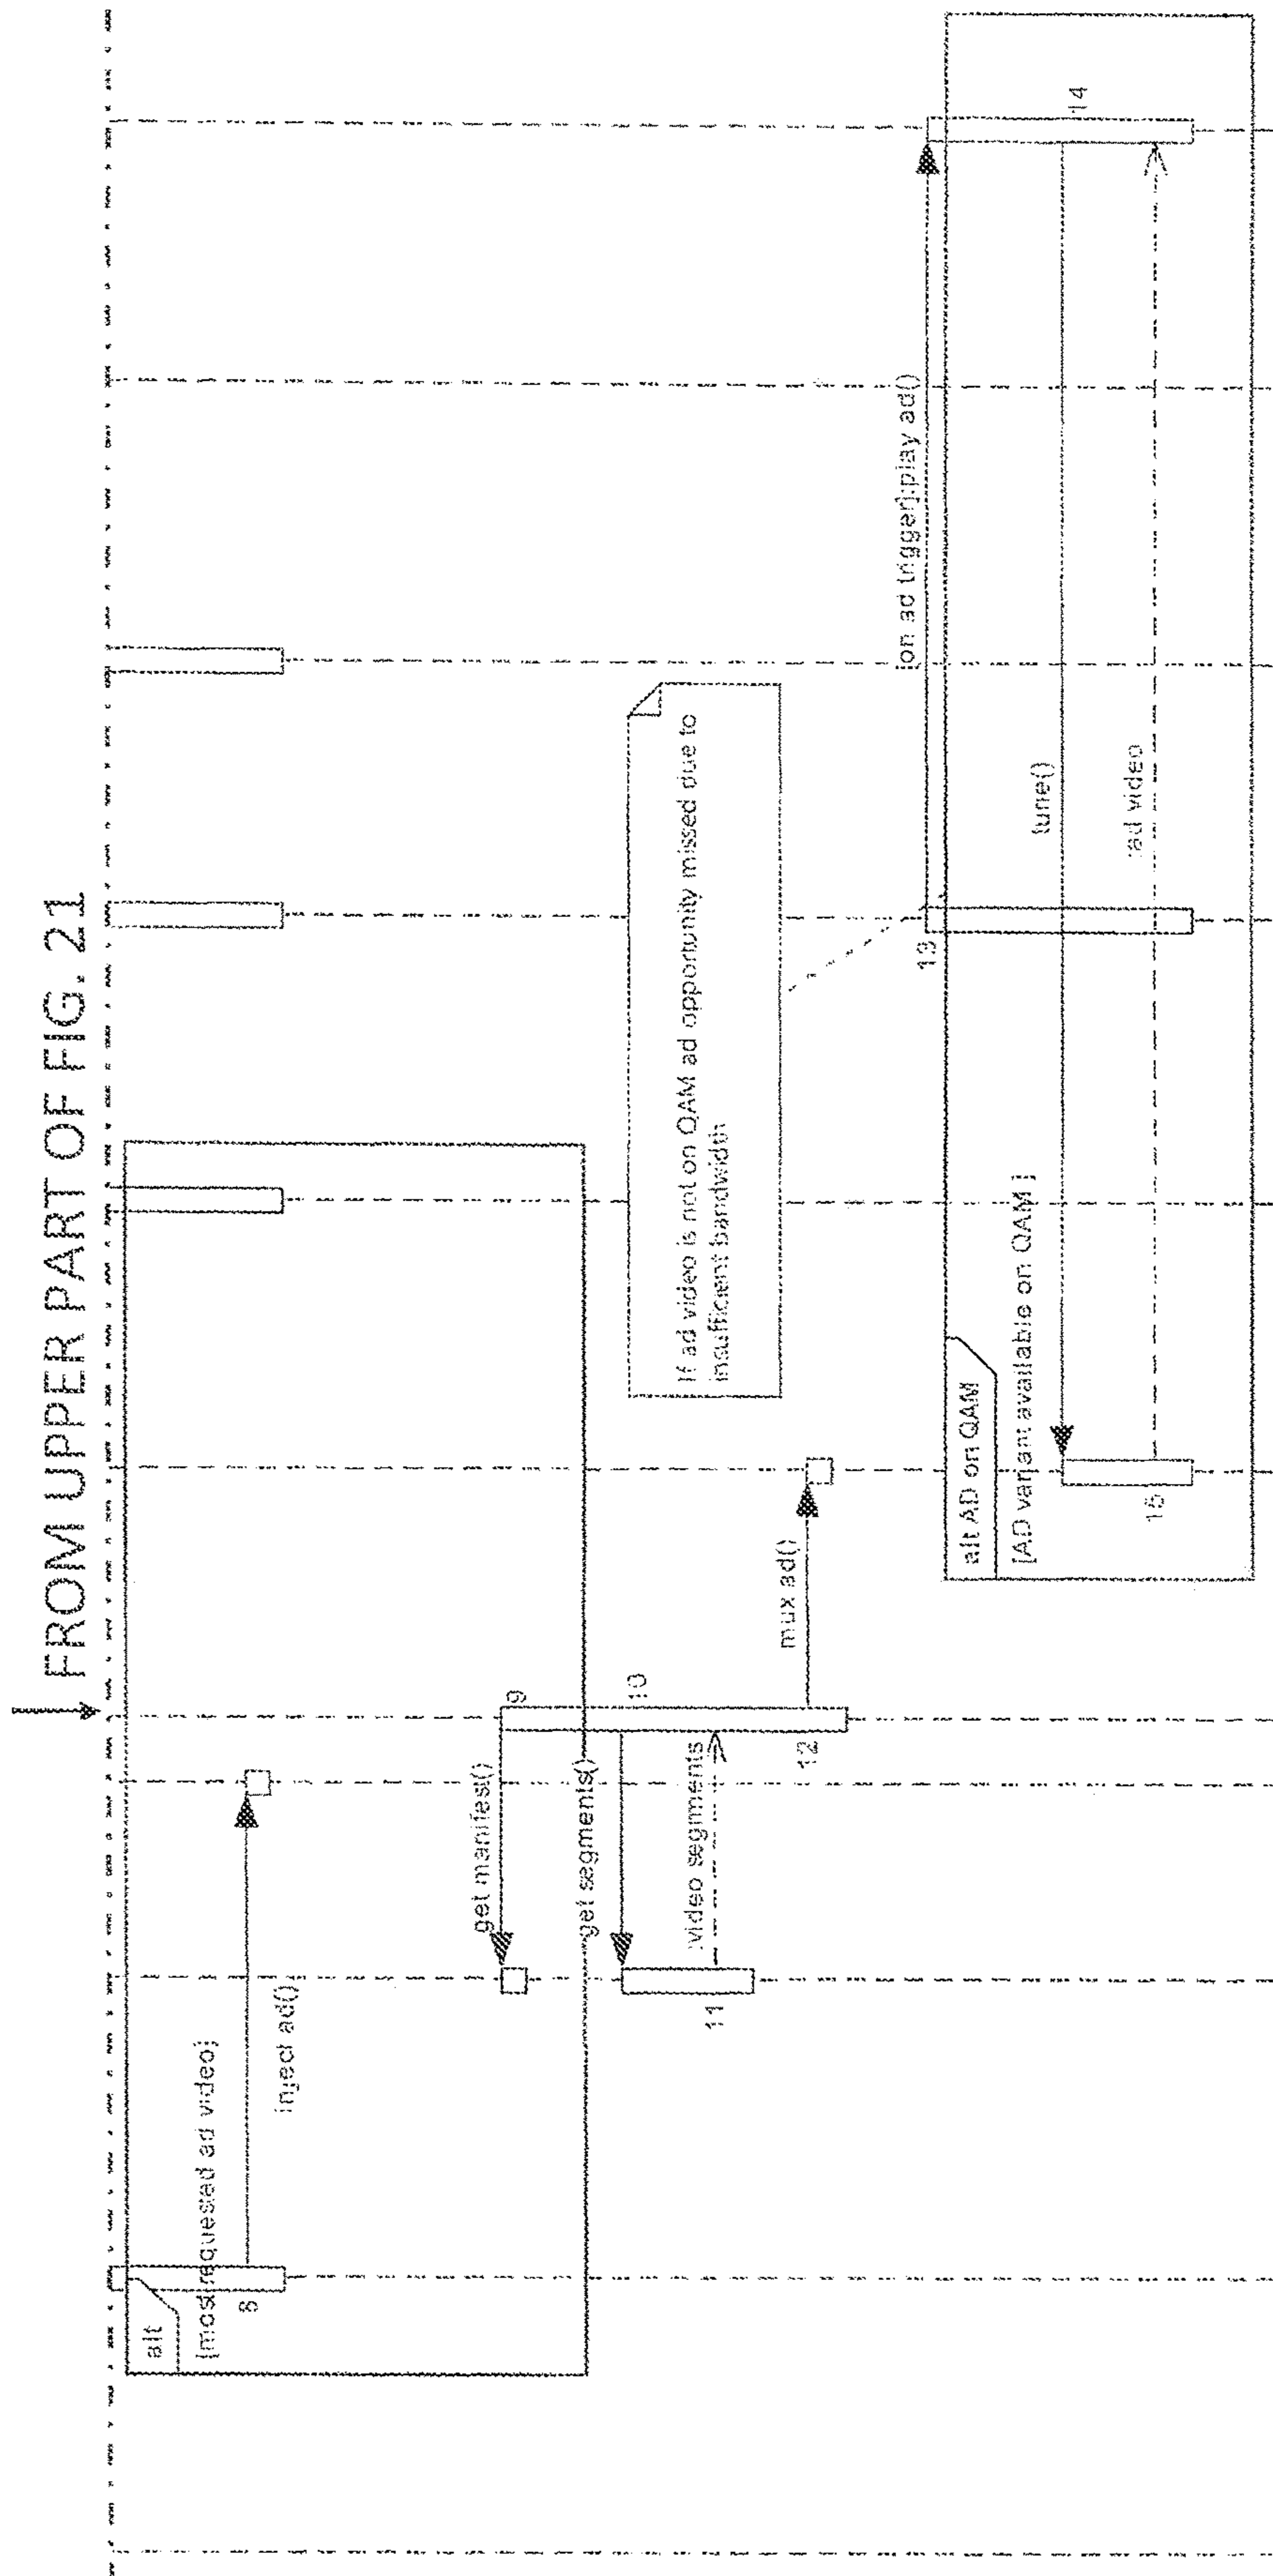 FROM UPPER PART OF FIG. 21
alt
[most requested ad video]
8
inject ad()
get manifest()
9
get segments()
10
If ad video is not on QAM ad opportunity missed due to
insufficient bandwidth
:video segments
11
mux ad()
12
[on ad trigger]:play ad()
13
alt AD on QAM
[AD variant available on QAM ]
tune()
14
:ad video
15